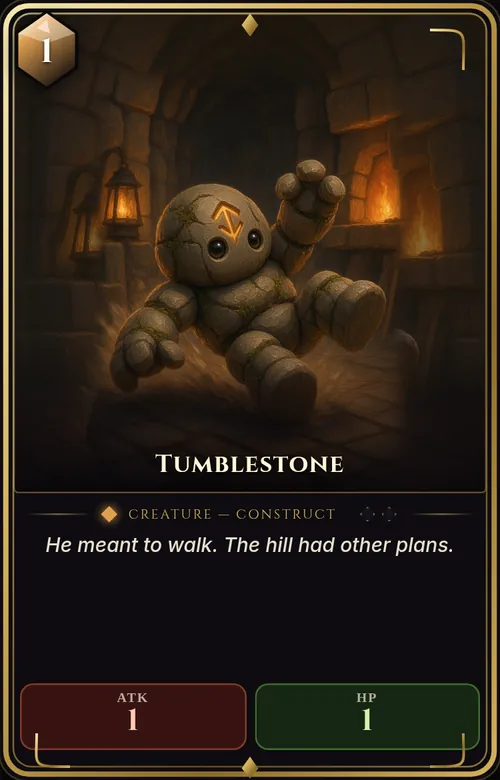 1
TUMBLESTONE
CREATURE — CONSTRUCT
He meant to walk. The hill had other plans.
ATK
1
HP
1